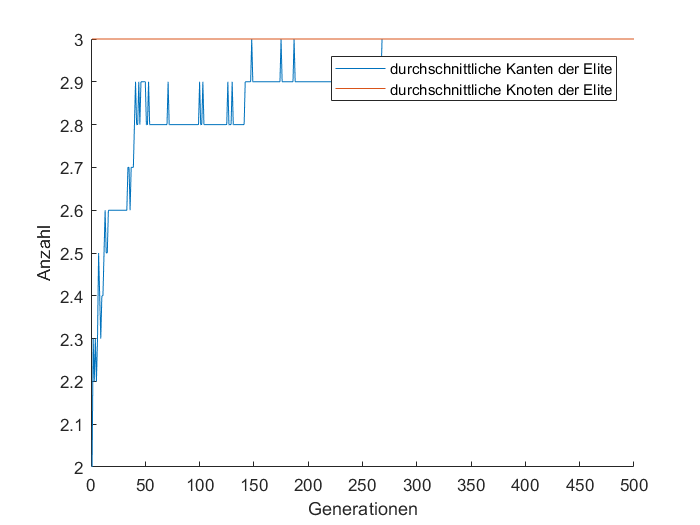 3
2.9
2.8
2.7
2.6
2.5
2.4
2.3
2.2
2.1
2
Anzahl
durchschnittliche Kanten der Elite
durchschnittliche Knoten der Elite
0 50 100 150 200 250 300 350 400 450 500
Generationen